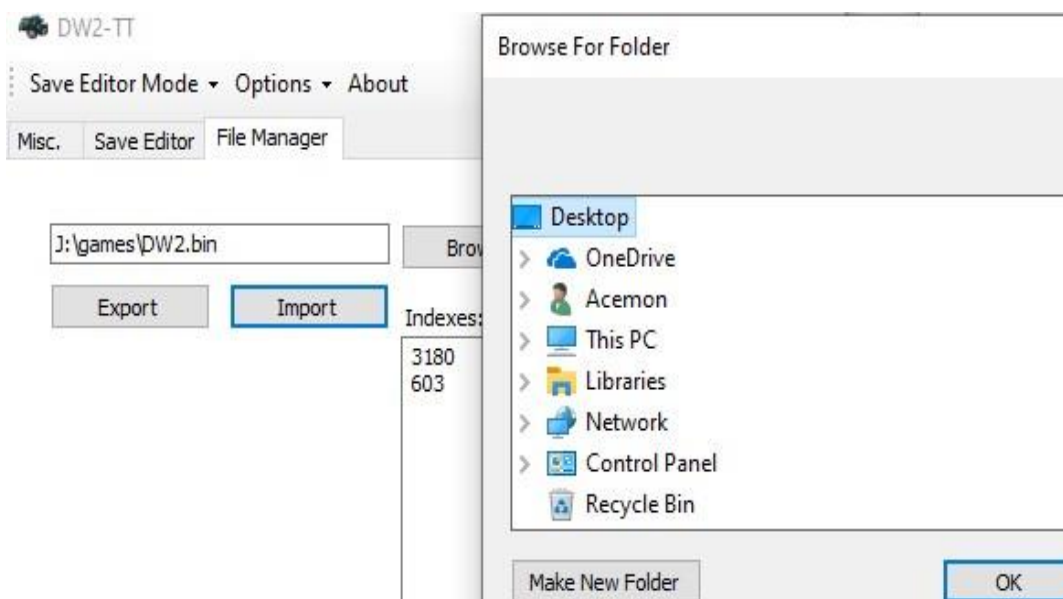 DW2-TT
Save Editor Mode Options About
Misc. Save Editor File Manager
J:\games\DW2.bin
Export Import
Indexes:
3180
603
Browse For Folder
Desktop
OneDrive
Acemon
This PC
Libraries
Network
Control Panel
Recycle Bin
Make New Folder OK